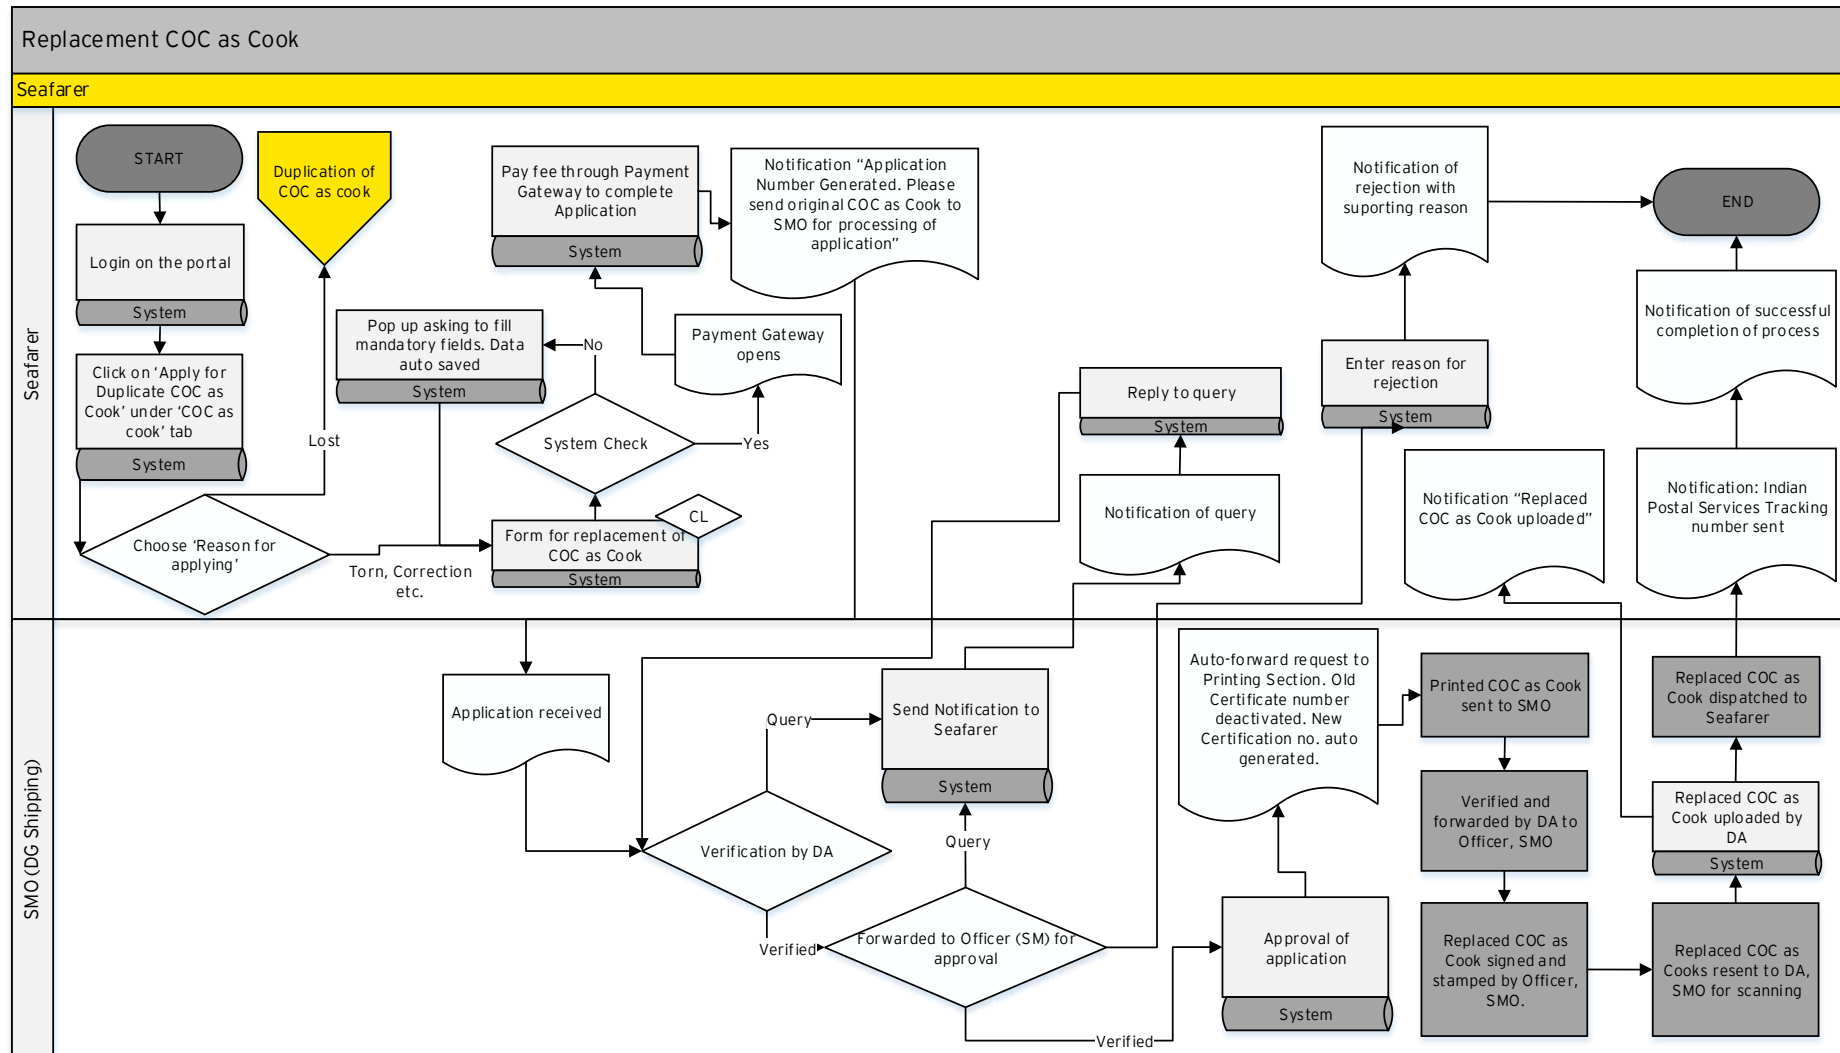 Replacement COC as Cook
Seafarer
Seafarer
START
Duplication of
COC as cook
Pay fee through Payment
Gateway to complete
Application
System
Notification “Application
Number Generated. Please
send original COC as Cook to
SMO for processing of
application”
Notification of
rejection with
suporting reason
END
Login on the portal
System
Click on ‘Apply for
Duplicate COC as
Cook’ under ‘COC as
cook’ tab
System
Lost
Pop up asking to fill
mandatory fields. Data
auto saved
System
No
Payment Gateway
opens
System Check
Yes
Choose ‘Reason for
applying’
Torn, Correction
etc.
CL
Form for replacement of
COC as Cook
System
Reply to query
System
Notification of query
Enter reason for
rejection
System
Notification “Replaced
COC as Cook uploaded”
Notification of successful
completion of process
Notification: Indian
Postal Services Tracking
number sent
SMO (DG Shipping)
Application received
Query
Send Notification to
Seafarer
System
Verification by DA
Query
Verified
Forwarded to Officer (SM) for
approval
Verified
Auto-forward request to
Printing Section. Old
Certificate number
deactivated. New
Certification no. auto
generated.
Approval of
application
System
Printed COC as Cook
sent to SMO
Verified and
forwarded by DA to
Officer, SMO
Replaced COC as
Cook signed and
stamped by Officer,
SMO.
Replaced COC as
Cook dispatched to
Seafarer
Replaced COC as
Cook uploaded by
DA
System
Replaced COC as
Cooks resent to DA,
SMO for scanning